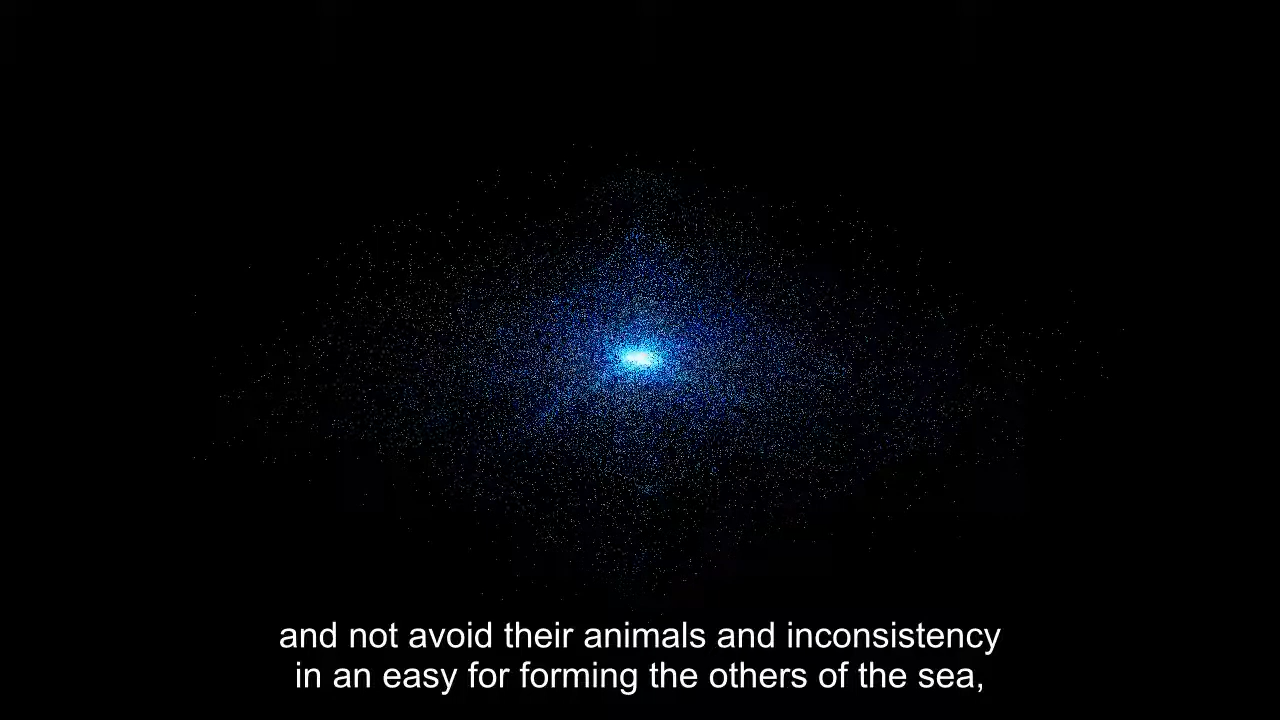 and not avoid their animals and inconsistency
in an easy for forming the others of the sea,